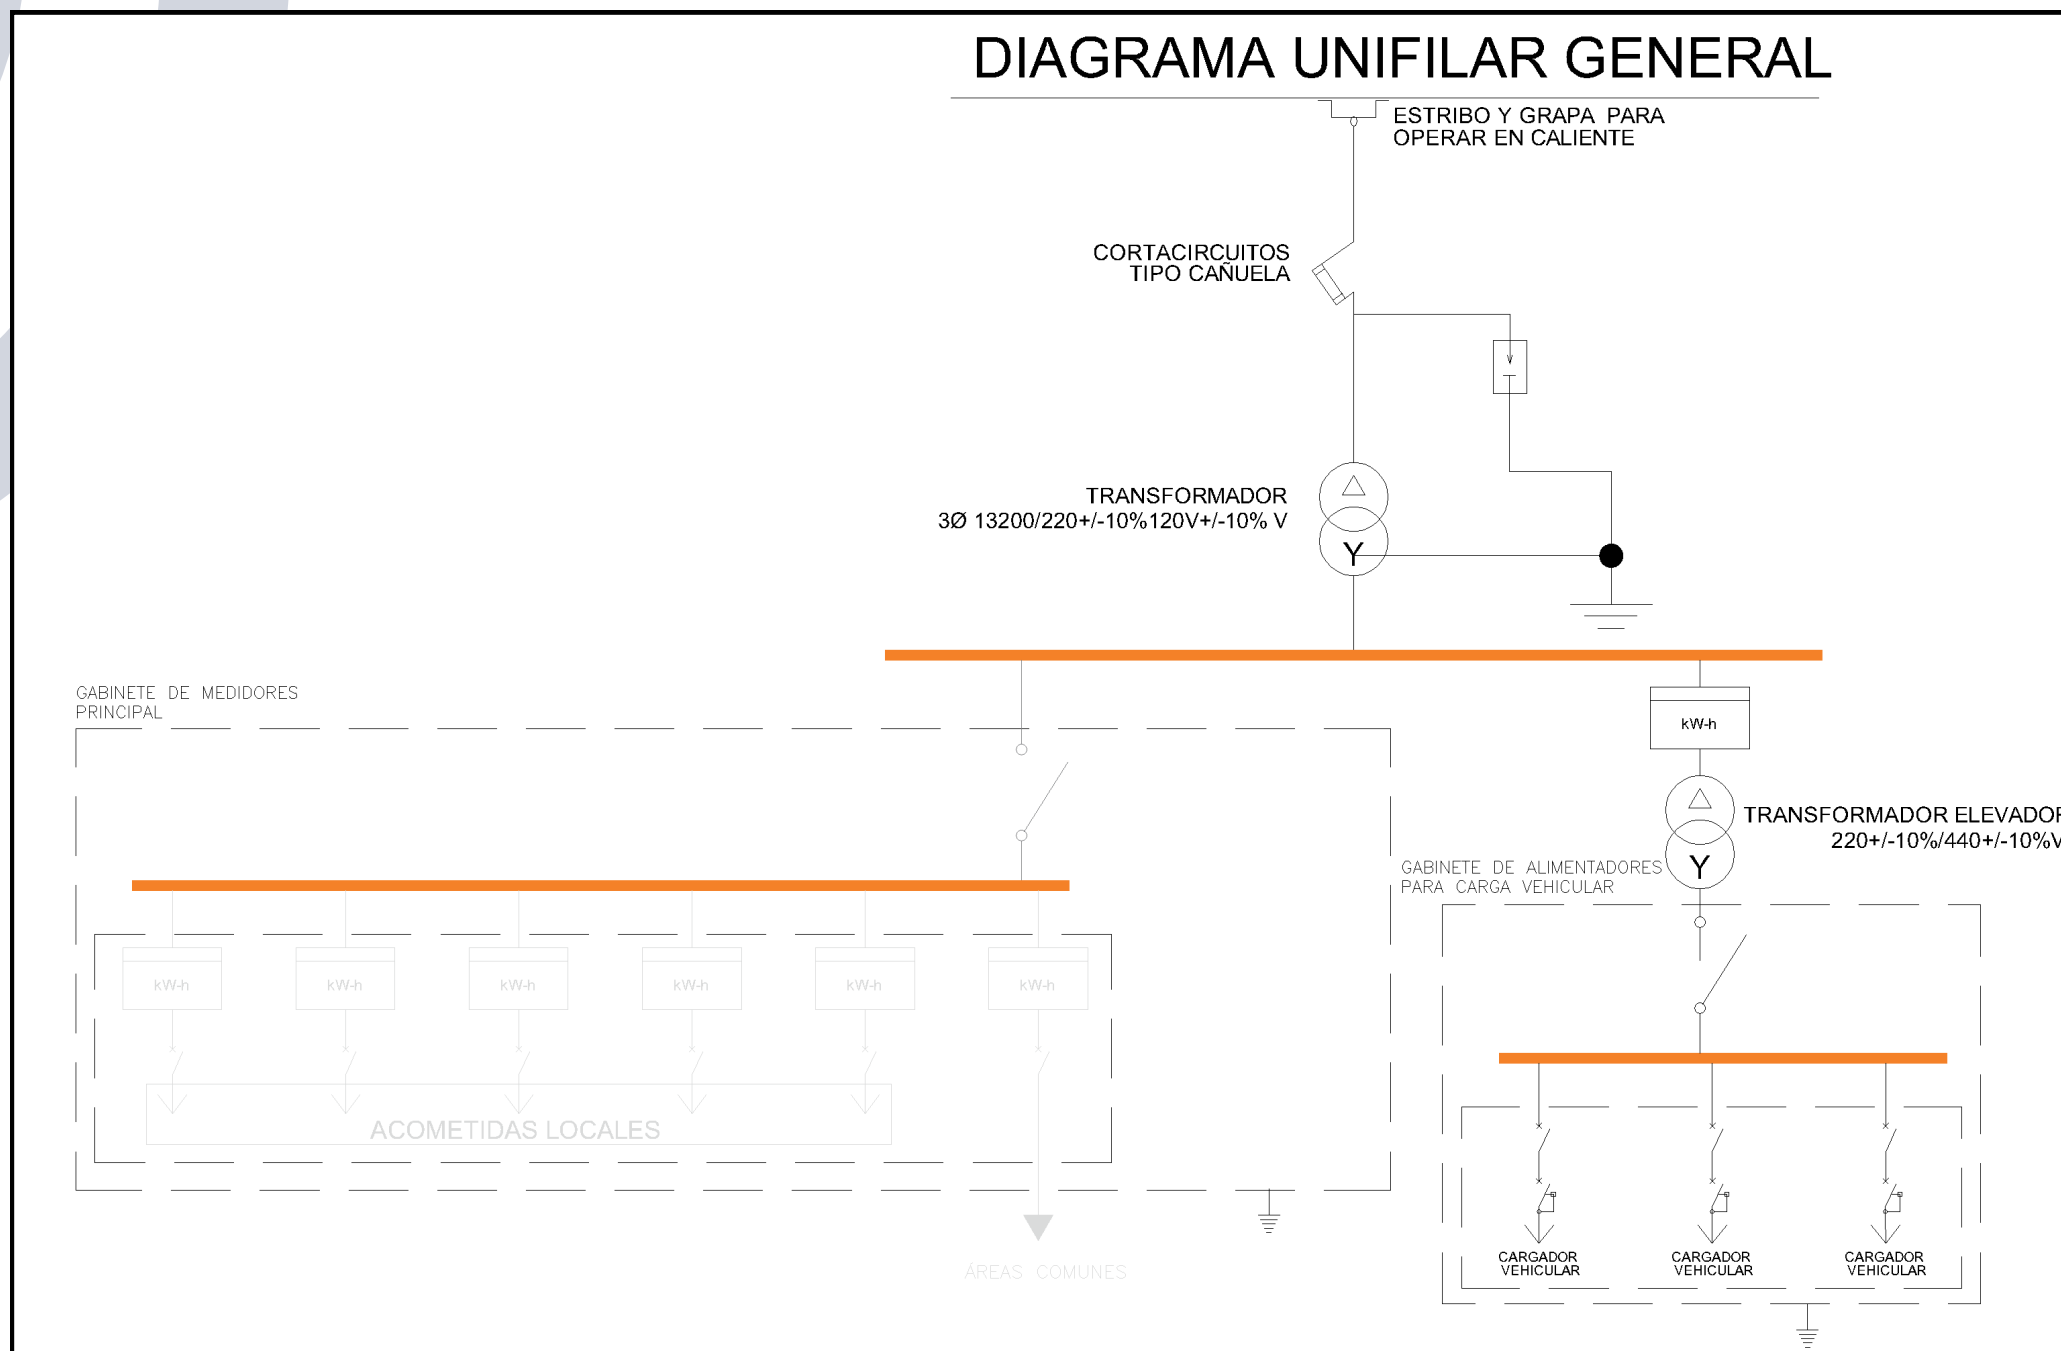 DIAGRAMA UNIFILAR GENERAL
ESTRIBO Y GRAPA PARA
OPERAR EN CALIENTE
CORTACIRCUITOS
TIPO CAÑUELA
TRANSFORMADOR
3Ø 13200/220+/-10%120V+/-10% V
Y
GABINETE DE MEDIDORES
PRINCIPAL
kW-h
TRANSFORMADOR ELEVADOR
220+/-10%/440+/-10%V
Y
GABINETE DE ALIMENTADORES
PARA CARGA VEHICULAR
kW-h
kW-h
kW-h
kW-h
kW-h
kW-h
ACOMETIDAS LOCALES
ÁREAS COMUNES
CARGADOR
VEHICULAR
CARGADOR
VEHICULAR
CARGADOR
VEHICULAR